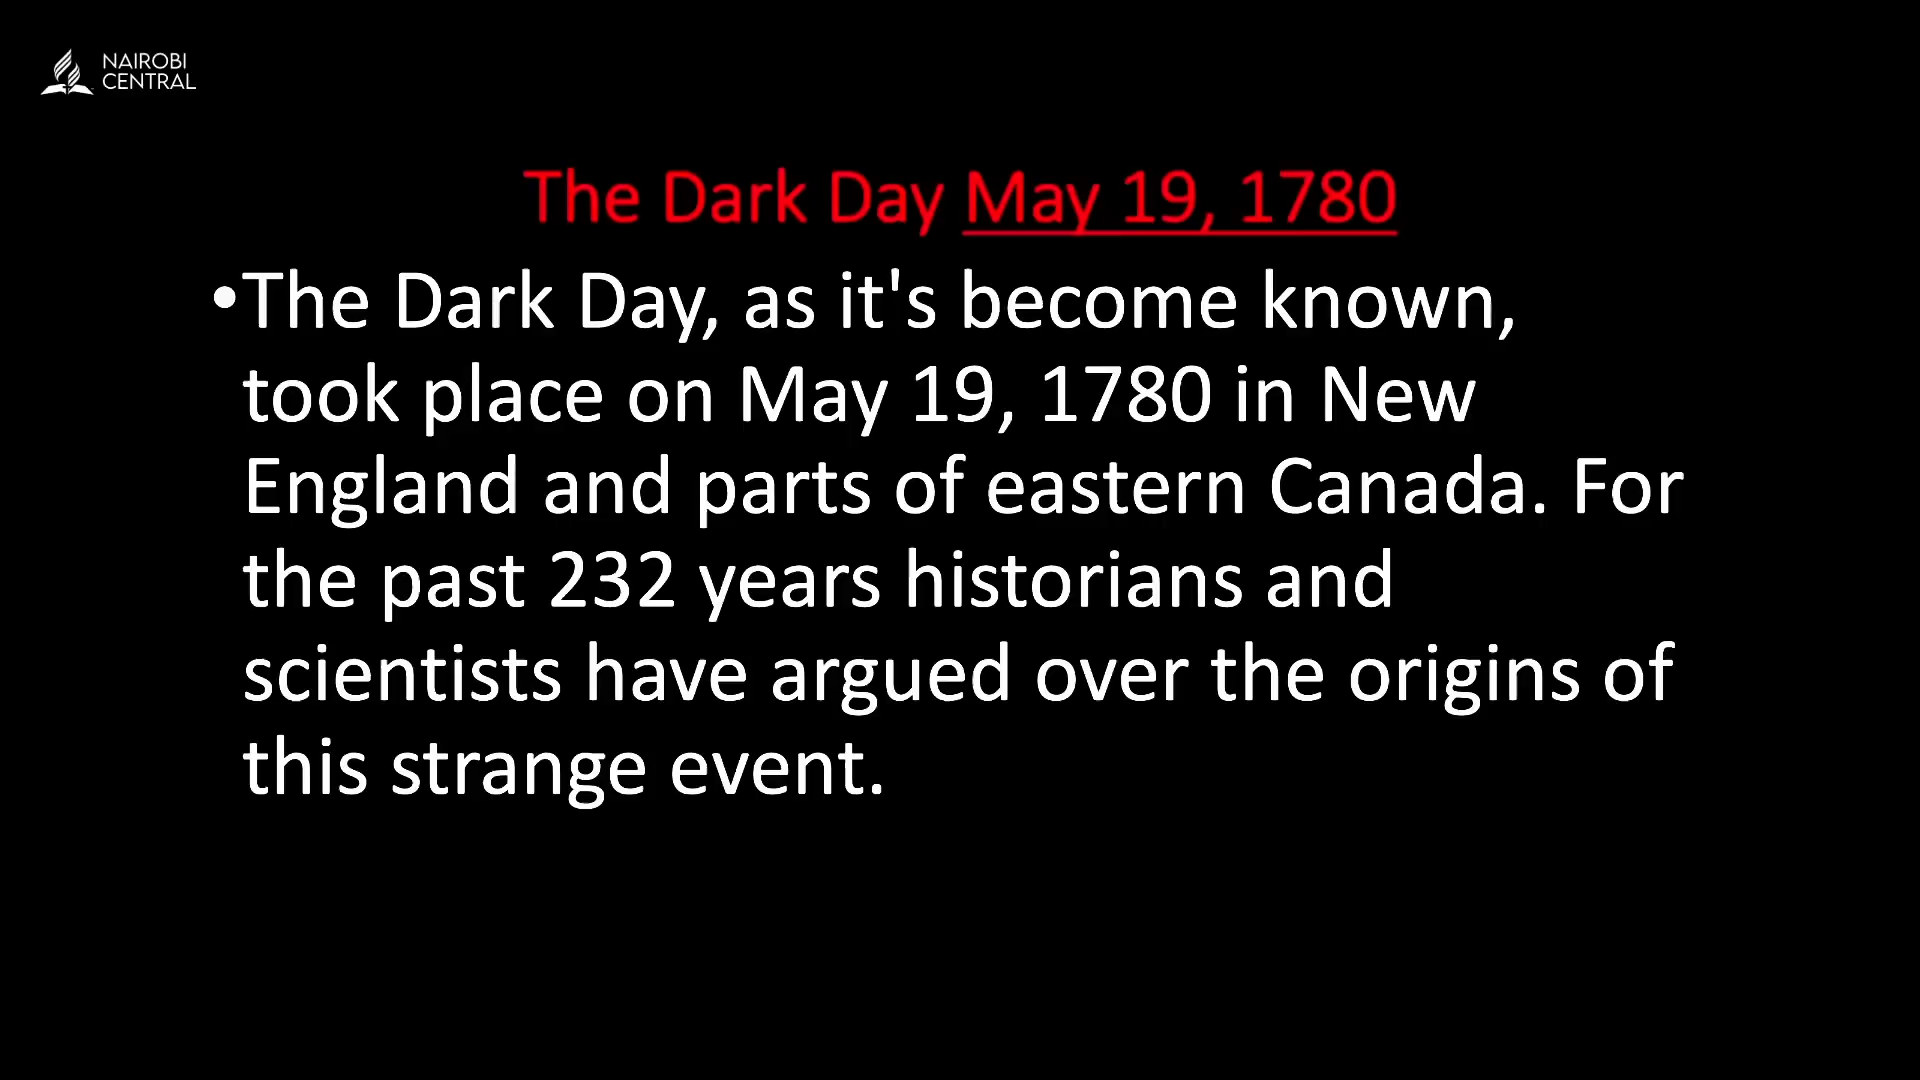 NAIROBI
CENTRAL
The Dark Day May 19, 1780
•The Dark Day, as it's become known,
took place on May 19, 1780 in New
England and parts of eastern Canada. For
the past 232 years historians and
scientists have argued over the origins of
this strange event.